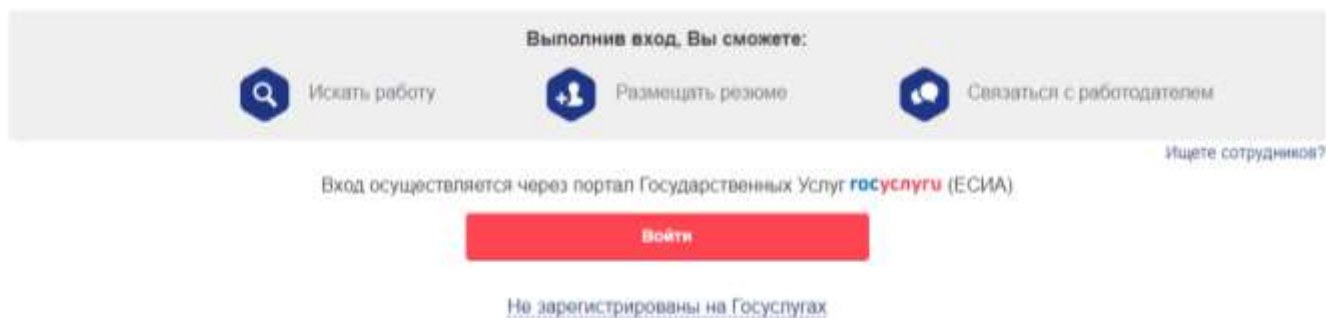 Выполнив вход, Вы сможете:
Искать работу
Размещать резюме
Связаться с работодателем
Ищете сотрудников?
Вход осуществляется через портал Государственных Услуг госуслуги (ЕСИА)
Войти
Не зарегистрированы на Госуслугах